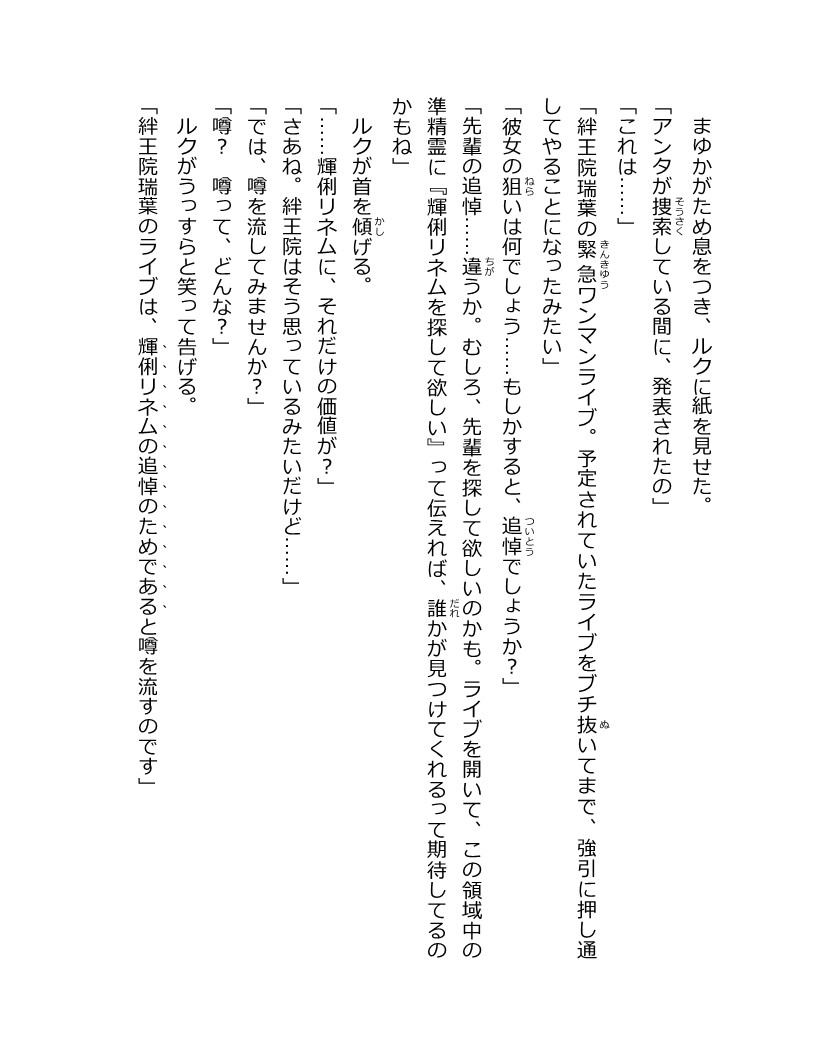 まゆかがため息をつき、ルクに紙を見せた。
「アンタが捜索している間に、発表されたの」
「これは……」
「絆王院瑞葉の緊急ワンマンライブ。予定されていたライブをブチ抜いてまで、強引に押し通
してやることになったみたい」
「彼女の狙いは何でしょう……もしかすると、追悼でしょうか？」
「先輩の追悼……違うか。むしろ、先輩を探して欲しいのかも。ライブを開いて、この領域中の
準精霊に『輝俐リネムを探して欲しい』って伝えれば、誰かが見つけてくれるって期待してるの
かもね」
ルクが首を傾げる。
「……輝俐リネムに、それだけの価値が？」
「さあね。絆王院はそう思っているみたいだけど……」
「では、噂を流してみませんか？」
「噂？　噂って、どんな？」
ルクがうっすらと笑って告げる。
「絆王院瑞葉のライブは、輝俐リネムの追悼のためであると噂を流すのです」